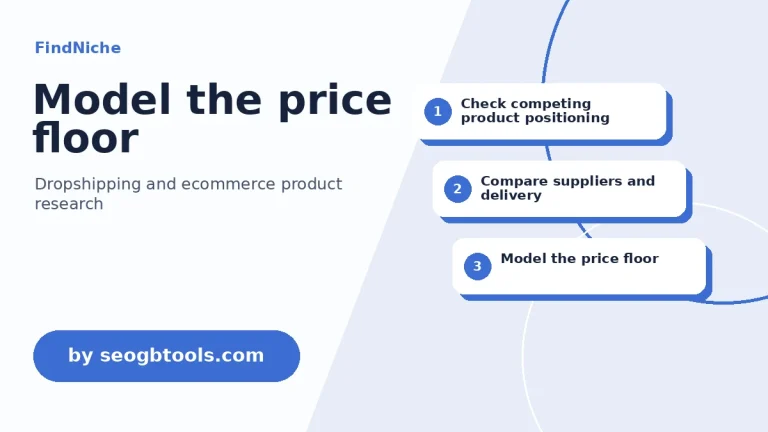 FindNiche
Model the price
floor
Dropshipping and ecommerce product
research
by seogbtools.com
1
Check competing
product positioning
2
Compare suppliers and
delivery
3
Model the price floor